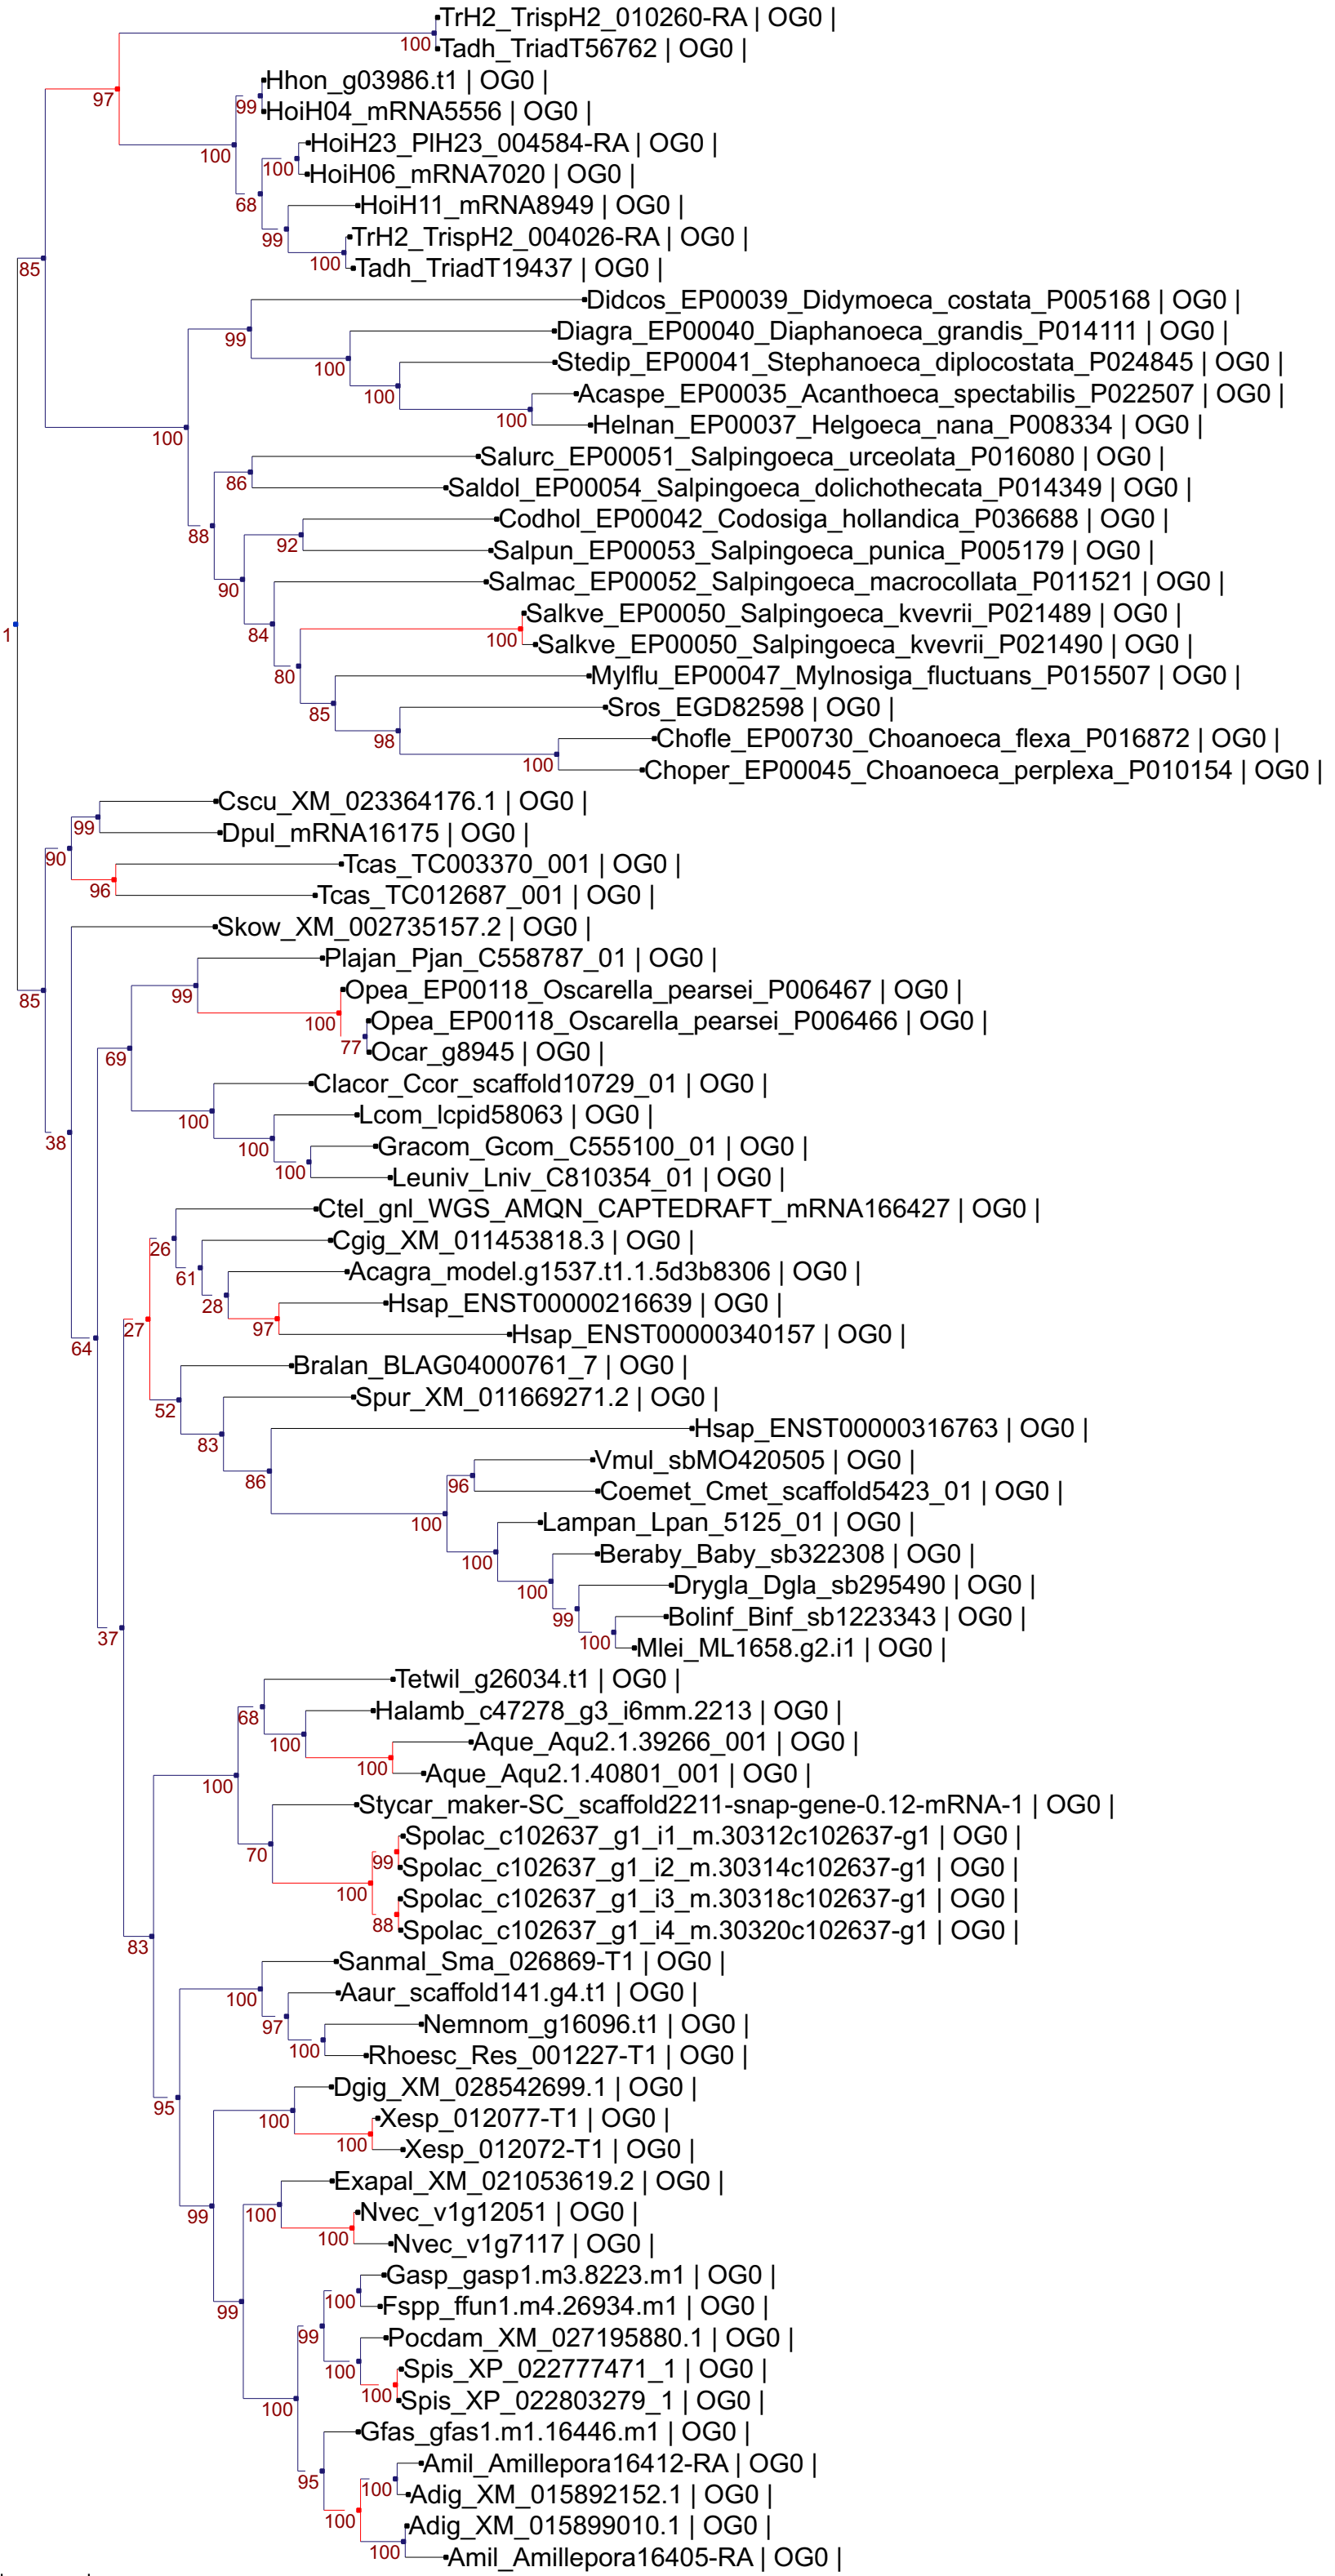 TrH2_TrispH2_010260-RA | OG0 |
100
Tadh_TriadT56762 | OG0 |
Hhon_g03986.t1 | OG0 |
97
99
HoiH04_mRNA5556 | OG0 |
HoiH23_PlH23_004584-RA | OG0 |
100
100
HoiH06_mRNA7020 | OG0 |
68
HoiH11_mRNA8949 | OG0 |
99
TrH2_TrispH2_004026-RA | OG0 |
85
100
Tadh_TriadT19437 | OG0 |
Didcos_EP00039_Didymoeca_costata_P005168 | OG0 |
99
Diagra_EP00040_Diaphanoeca_grandis_P014111 | OG0 |
100
Stedip_EP00041_Stephanoeca_diplocostata_P024845 | OG0 |
100
Acaspe_EP00035_Acanthoeca_spectabilis_P022507 | OG0 |
100
Helnan_EP00037_Helgoeca_nana_P008334 | OG0 |
100
Salurc_EP00051_Salpingoeca_urceolata_P016080 | OG0 |
86
Saldol_EP00054_Salpingoeca_dolichothecata_P014349 | OG0 |
Codhol_EP00042_Codosiga_hollandica_P036688 | OG0 |
88
92
Salpun_EP00053_Salpingoeca_punica_P005179 | OG0 |
Salmac_EP00052_Salpingoeca_macrocollata_P011521 | OG0 |
90
Salkve_EP00050_Salpingoeca_kvevrii_P021489 | OG0 |
1
84
100
Salkve_EP00050_Salpingoeca_kvevrii_P021490 | OG0 |
80
Mylflu_EP00047_Mylnosiga_fluctuans_P015507 | OG0 |
Sros_EGD82598 | OG0 |
85
98
Chofle_EP00730_Choanoeca_flexa_P016872 | OG0 |
100
Choper_EP00045_Choanoeca_perplexa_P010154 | OG0 |
Cscu_XM_023364176.1 | OG0 |
99
Dpul_mRNA16175 | OG0 |
90
Tcas_TC003370_001 | OG0 |
96
Tcas_TC012687_001 | OG0 |
Skow_XM_002735157.2 | OG0 |
Plajan_Pjan_C558787_01 | OG0 |
85
99
Opea_EP00118_Oscarella_pearsei_P006467 | OG0 |
100
Opea_EP00118_Oscarella_pearsei_P006466 | OG0 |
77
69
Ocar_g8945 | OG0 |
Clacor_Ccor_scaffold10729_01 | OG0 |
100
Lcom_lcpid58063 | OG0 |
38
100
Gracom_Gcom_C555100_01 | OG0 |
100
Leuniv_Lniv_C810354_01 | OG0 |
Ctel_gnl_WGS_AMQN_CAPTEDRAFT_mRNA166427 | OG0 |
26
Cgig_XM_011453818.3 | OG0 |
61
Acagra_model.g1537.t1.1.5d3b8306 | OG0 |
28
Hsap_ENST00000216639 | OG0 |
27
97
64
Hsap_ENST00000340157 | OG0 |
Bralan_BLAG04000761_7 | OG0 |
52
Spur_XM_011669271.2 | OG0 |
83
Hsap_ENST00000316763 | OG0 |
86
Vmul_sbMO420505 | OG0 |
96
Coemet_Cmet_scaffold5423_01 | OG0 |
100
Lampan_Lpan_5125_01 | OG0 |
100
Beraby_Baby_sb322308 | OG0 |
100
Drygla_Dgla_sb295490 | OG0 |
99
Bolinf_Binf_sb1223343 | OG0 |
37
100
Mlei_ML1658.g2.i1 | OG0 |
Tetwil_g26034.t1 | OG0 |
68
Halamb_c47278_g3_i6mm.2213 | OG0 |
100
Aque_Aqu2.1.39266_001 | OG0 |
100
100
Aque_Aqu2.1.40801_001 | OG0 |
Stycar_maker-SC_scaffold2211-snap-gene-0.12-mRNA-1 | OG0 |
70
Spolac_c102637_g1_i1_m.30312c102637-g1 | OG0 |
99
Spolac_c102637_g1_i2_m.30314c102637-g1 | OG0 |
100
Spolac_c102637_g1_i3_m.30318c102637-g1 | OG0 |
88
Spolac_c102637_g1_i4_m.30320c102637-g1 | OG0 |
83
Sanmal_Sma_026869-T1 | OG0 |
100
Aaur_scaffold141.g4.t1 | OG0 |
97
Nemnom_g16096.t1 | OG0 |
100
Rhoesc_Res_001227-T1 | OG0 |
Dgig_XM_028542699.1 | OG0 |
95
100
Xesp_012077-T1 | OG0 |
100
Xesp_012072-T1 | OG0 |
Exapal_XM_021053619.2 | OG0 |
99
100
Nvec_v1g12051 | OG0 |
100
Nvec_v1g7117 | OG0 |
Gasp_gasp1.m3.8223.m1 | OG0 |
100
Fspp_ffun1.m4.26934.m1 | OG0 |
99
99
Pocdam_XM_027195880.1 | OG0 |
100
Spis_XP_022777471_1 | OG0 |
100
Spis_XP_022803279_1 | OG0 |
100
Gfas_gfas1.m1.16446.m1 | OG0 |
Amil_Amillepora16412-RA | OG0 |
95
100
Adig_XM_015892152.1 | OG0 |
100
Adig_XM_015899010.1 | OG0 |
100
Amil_Amillepora16405-RA | OG0 |